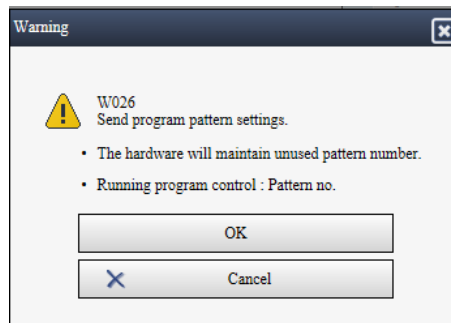 Warning
W026
Send program pattern settings.
• The hardware will maintain unused pattern number.
• Running program control : Pattern no.
OK
Cancel